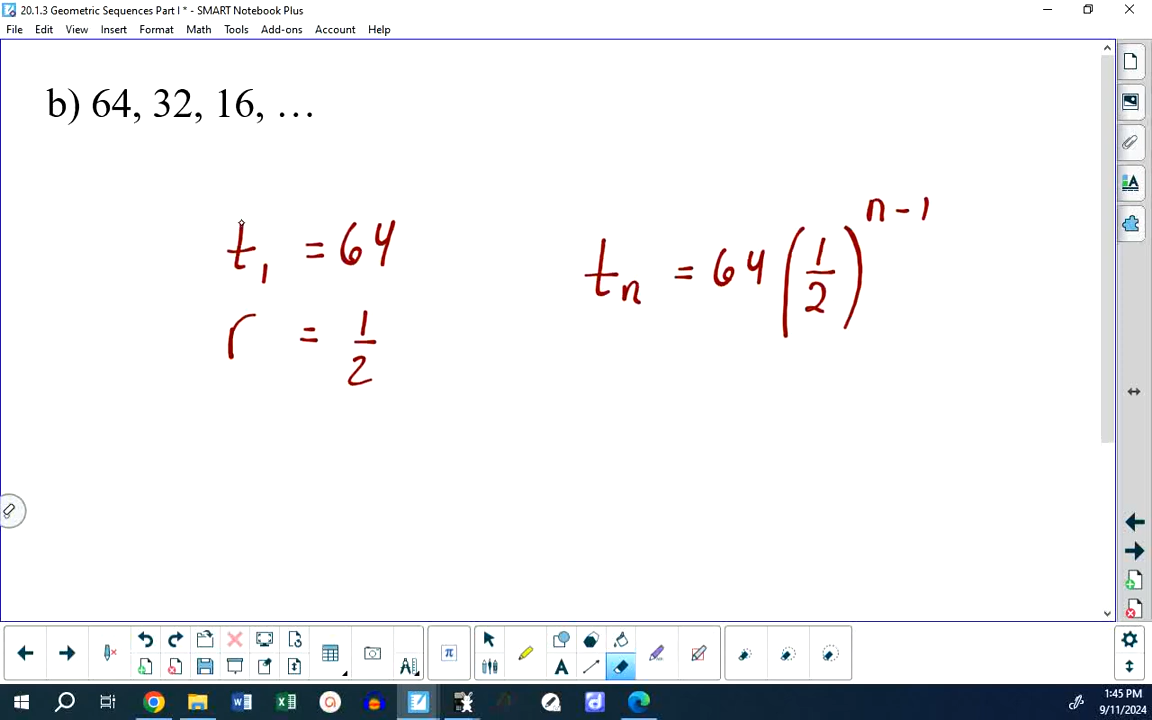 20.1.3 Geometric Sequences Part I * - SMART Notebook Plus
File Edit View Insert Format Math Tools Add-ons Account Help
b) 64, 32, 16, …
t₁ = 64
r = 1/2
tₙ = 64(1/2)ⁿ⁻¹
1:45 PM
9/11/2024